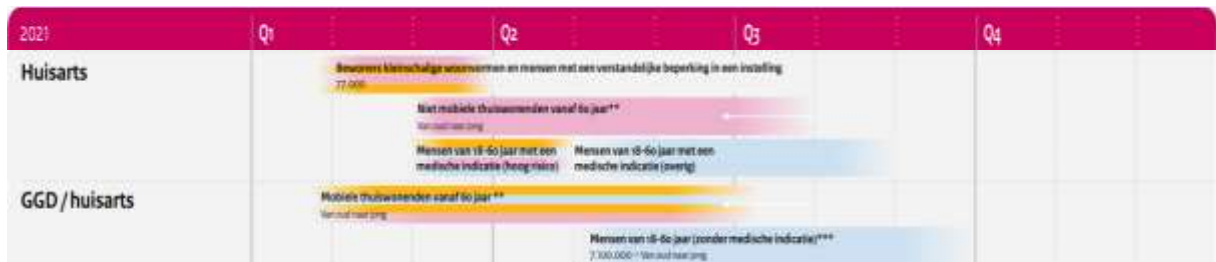 2021 Q1 Q2 Q3 Q4
Huisarts
Bewoners kleinschalige woonvormen en mensen met een verstandelijke beperking in een instelling
77.000
Niet mobiele thuiswonenden vanaf 60 jaar**
Van oud naar jong
Mensen van 18-60 jaar met een
medische indicatie (hoog risico)
Mensen van 18-60 jaar met een
medische indicatie (overig)
GGD / huisarts
Mobiele thuiswonenden vanaf 60 jaar **
Van oud naar jong
Mensen van 18-60 jaar (zonder medische indicatie)***
7.100.000 Van oud naar jong